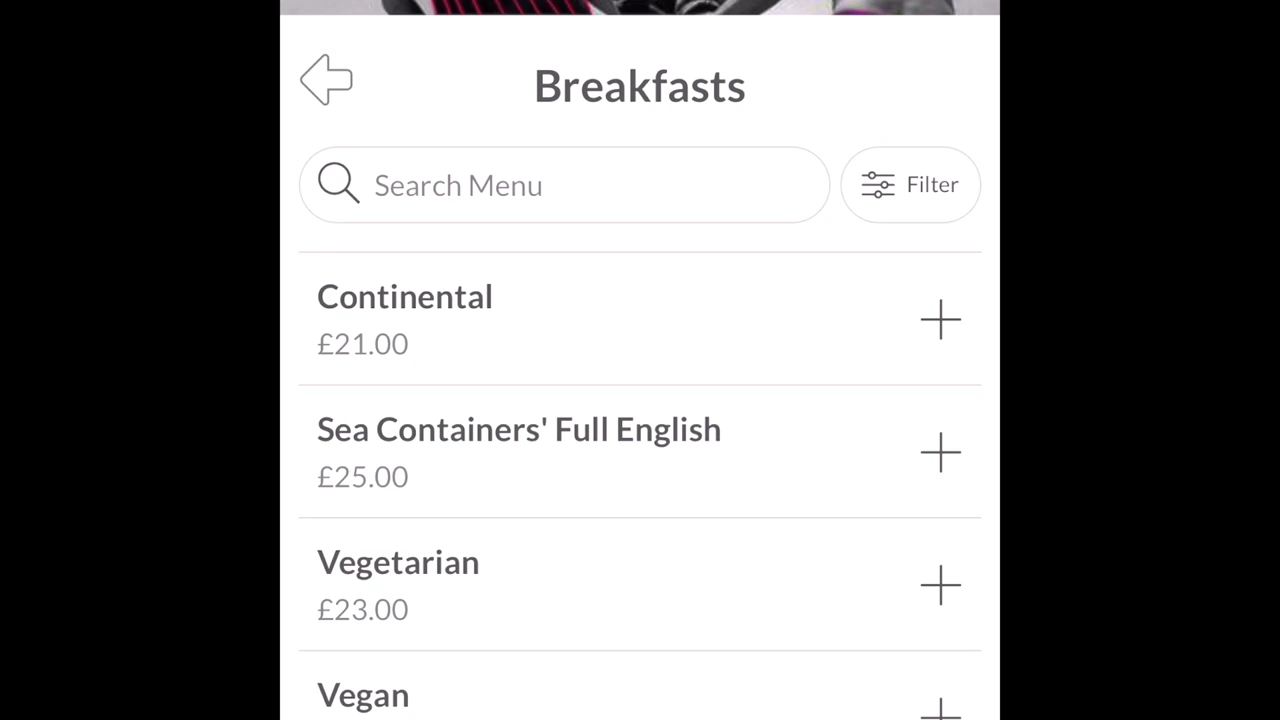 Breakfasts
Search Menu
Filter
Continental
£21.00
Sea Containers' Full English
£25.00
Vegetarian
£23.00
Vegan